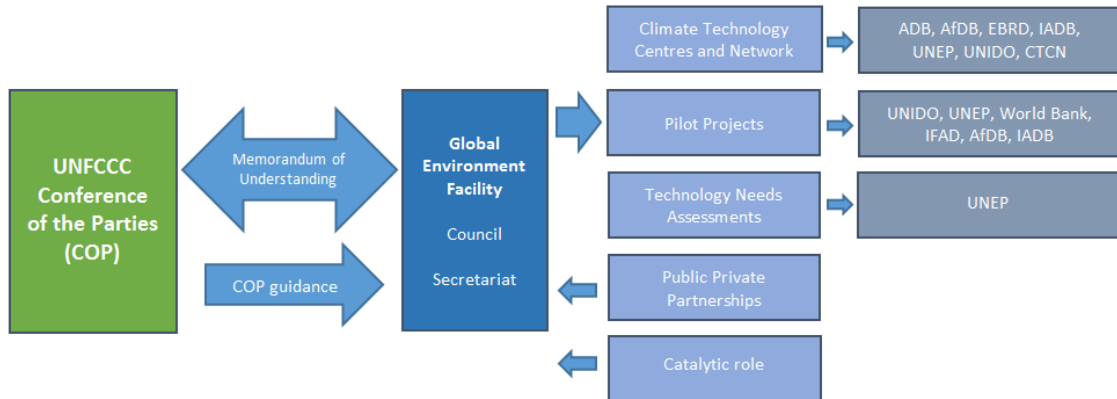 UNFCCC
Conference
of the Parties
(COP)
Memorandum of
Understanding
COP guidance
Global
Environment
Facility
Council
Secretariat
Climate Technology
Centres and Network
ADB, AfDB, EBRD, IADB,
UNEP, UNIDO, CTCN
Pilot Projects
UNIDO, UNEP, World Bank,
IFAD, AfDB, IADB
Technology Needs
Assessments
UNEP
Public Private
Partnerships
Catalytic role